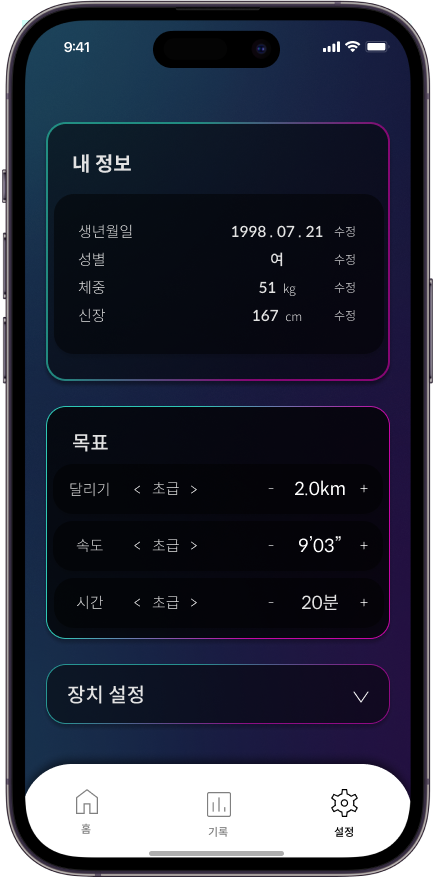 9:41
내 정보
생년월일 1998 . 07 . 21 수정
성별 여 수정
체중 51 kg 수정
신장 167 cm 수정
목표
달리기 < 초급 > - 2.0km +
속도 < 초급 > - 9’03” +
시간 < 초급 > - 20분 +
장치 설정
홈 기록 설정